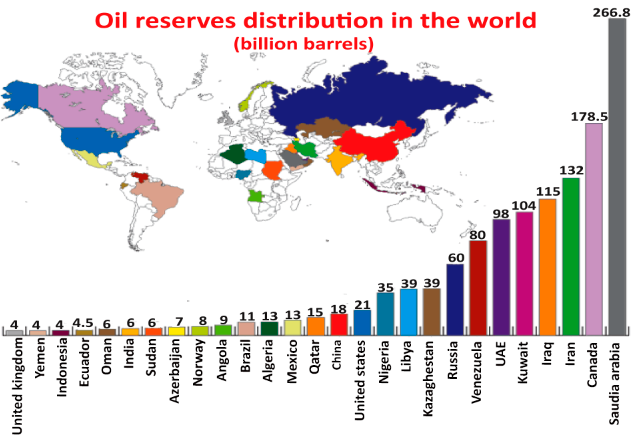 Oil reserves distribution in the world
(billion barrels)
266.8
178.5
132
115
104
98
80
60
39
39
35
21
18
15
13
13
11
9
8
7
6
6
6
4.5
4
4
4
United kingdom
Yemen
Indonesia
Ecuador
Oman
India
Sudan
Azerbaijan
Norway
Angola
Brazil
Algeria
Mexico
Qatar
China
United states
Nigeria
Libya
Kazaghestan
Russia
Venezuela
UAE
Kuwait
Iraq
Iran
Canada
Saudia arabia